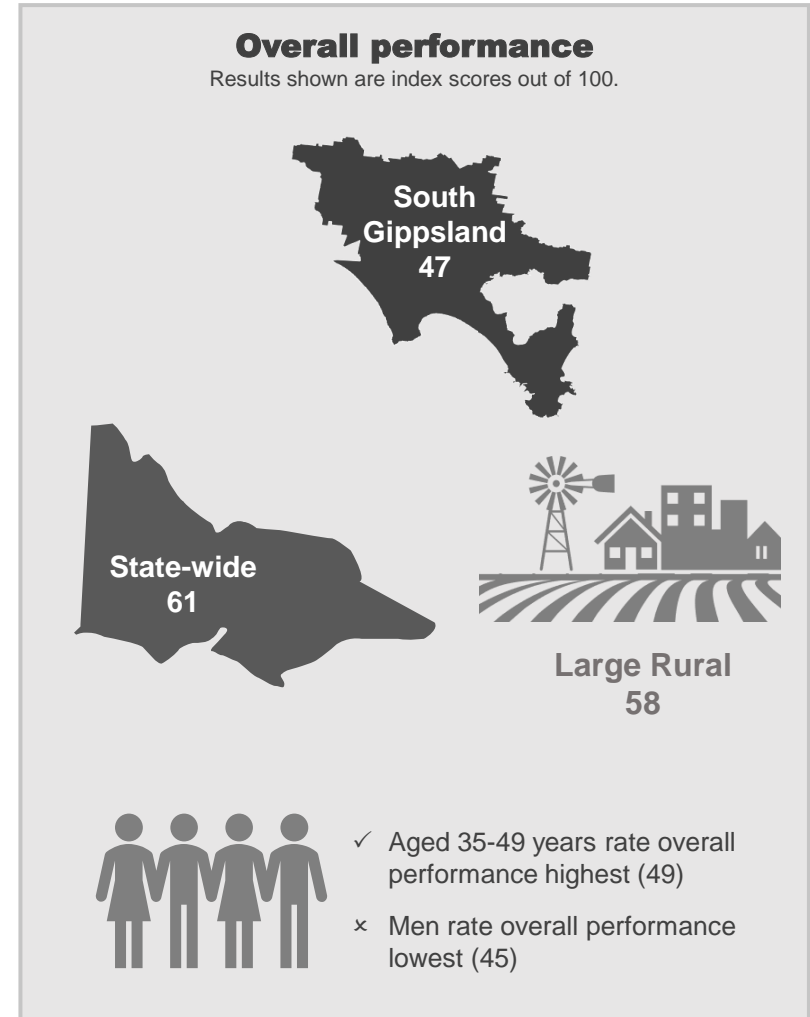 Overall performance
Results shown are index scores out of 100.
South
Gippsland
47
State-wide
61
Large Rural
58
✓ Aged 35-49 years rate overall
performance highest (49)
× Men rate overall performance
lowest (45)